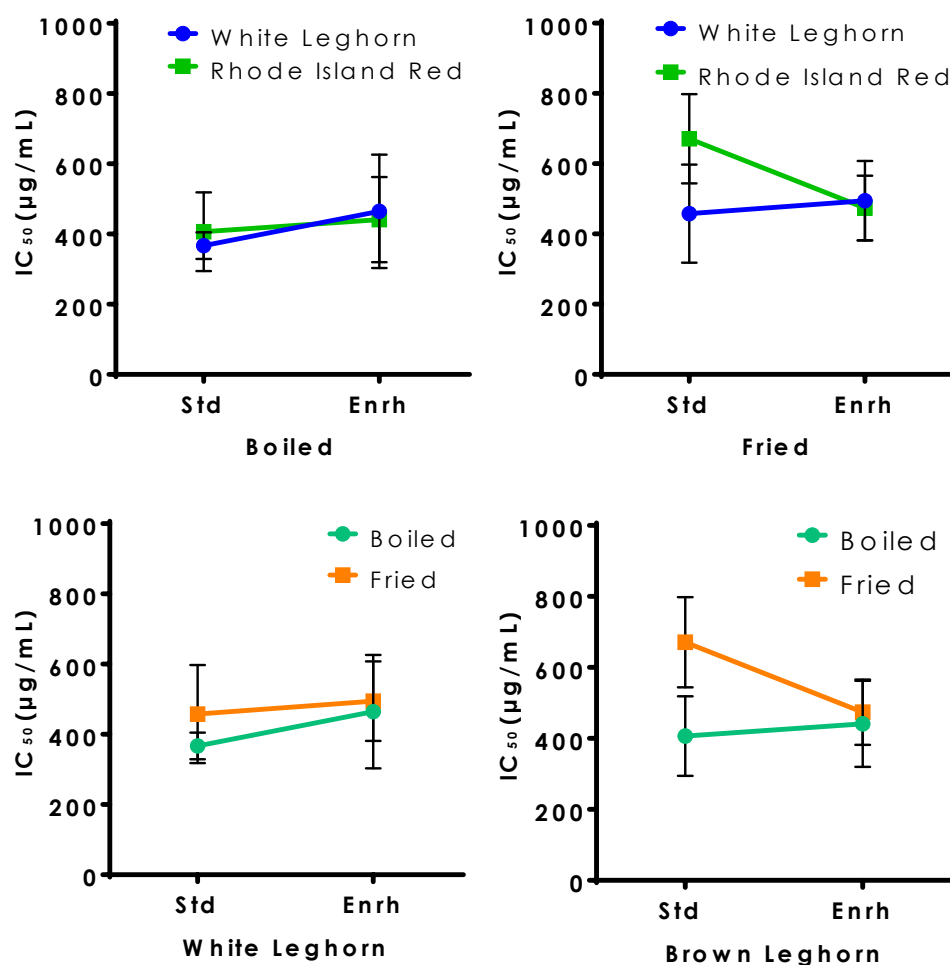 1000
800
600
400
200
0
IC₅₀ (µg/mL)
White Leghorn
Rhode Island Red
Std Enrh
Boiled
1000
800
600
400
200
0
IC₅₀ (µg/mL)
White Leghorn
Rhode Island Red
Std Enrh
Fried
1000
800
600
400
200
0
IC₅₀ (µg/mL)
Boiled
Fried
Std Enrh
White Leghorn
1000
800
600
400
200
0
IC₅₀ (µg/mL)
Boiled
Fried
Std Enrh
Brown Leghorn